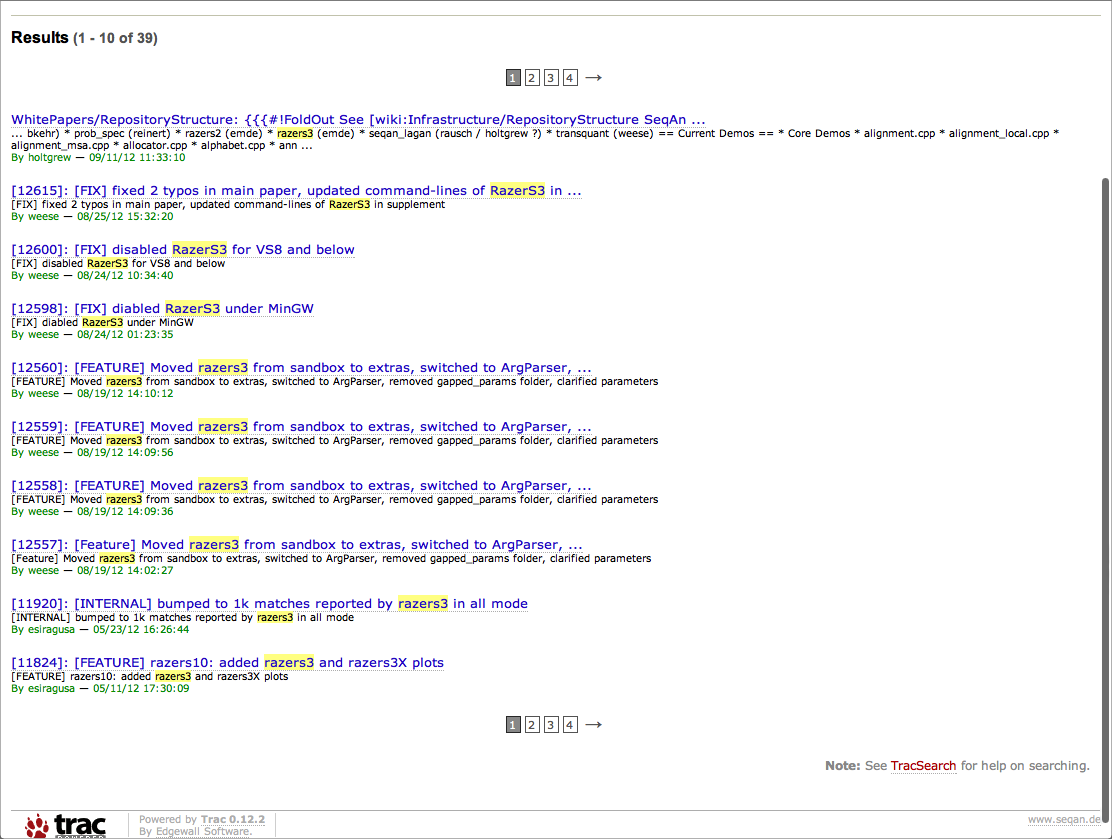 Results (1 - 10 of 39)
1 2 3 4 →
WhitePapers/RepositoryStructure: {{{#!FoldOut See [wiki:Infrastructure/RepositoryStructure SeqAn ...
... bkehr) * prob_spec (reinert) * razers2 (emde) * razers3 (emde) * seqan_lagan (rausch / holtgrew ?) * transquant (weese) == Current Demos == * Core Demos * alignment.cpp * alignment_local.cpp *
alignment_msa.cpp * allocator.cpp * alphabet.cpp * ann ...
By holtgrew — 09/11/12 11:33:10
[12615]: [FIX] fixed 2 typos in main paper, updated command-lines of RazerS3 in ...
[FIX] fixed 2 typos in main paper, updated command-lines of RazerS3 in supplement
By weese — 08/25/12 15:32:20
[12600]: [FIX] disabled RazerS3 for VS8 and below
[FIX] disabled RazerS3 for VS8 and below
By weese — 08/24/12 10:34:40
[12598]: [FIX] diabled RazerS3 under MinGW
[FIX] diabled RazerS3 under MinGW
By weese — 08/24/12 01:23:35
[12560]: [FEATURE] Moved razers3 from sandbox to extras, switched to ArgParser, ...
[FEATURE] Moved razers3 from sandbox to extras, switched to ArgParser, removed gapped_params folder, clarified parameters
By weese — 08/19/12 14:10:12
[12559]: [FEATURE] Moved razers3 from sandbox to extras, switched to ArgParser, ...
[FEATURE] Moved razers3 from sandbox to extras, switched to ArgParser, removed gapped_params folder, clarified parameters
By weese — 08/19/12 14:09:56
[12558]: [FEATURE] Moved razers3 from sandbox to extras, switched to ArgParser, ...
[FEATURE] Moved razers3 from sandbox to extras, switched to ArgParser, removed gapped_params folder, clarified parameters
By weese — 08/19/12 14:09:36
[12557]: [Feature] Moved razers3 from sandbox to extras, switched to ArgParser, ...
[Feature] Moved razers3 from sandbox to extras, switched to ArgParser, removed gapped_params folder, clarified parameters
By weese — 08/19/12 14:02:27
[11920]: [INTERNAL] bumped to 1k matches reported by razers3 in all mode
[INTERNAL] bumped to 1k matches reported by razers3 in all mode
By esiragusa — 05/23/12 16:26:44
[11824]: [FEATURE] razers10: added razers3 and razers3X plots
[FEATURE] razers10: added razers3 and razers3X plots
By esiragusa — 05/11/12 17:30:09
1 2 3 4 →
Note: See TracSearch for help on searching.
trac
Powered by Trac 0.12.2
By Edgewall Software.
www.seqan.de